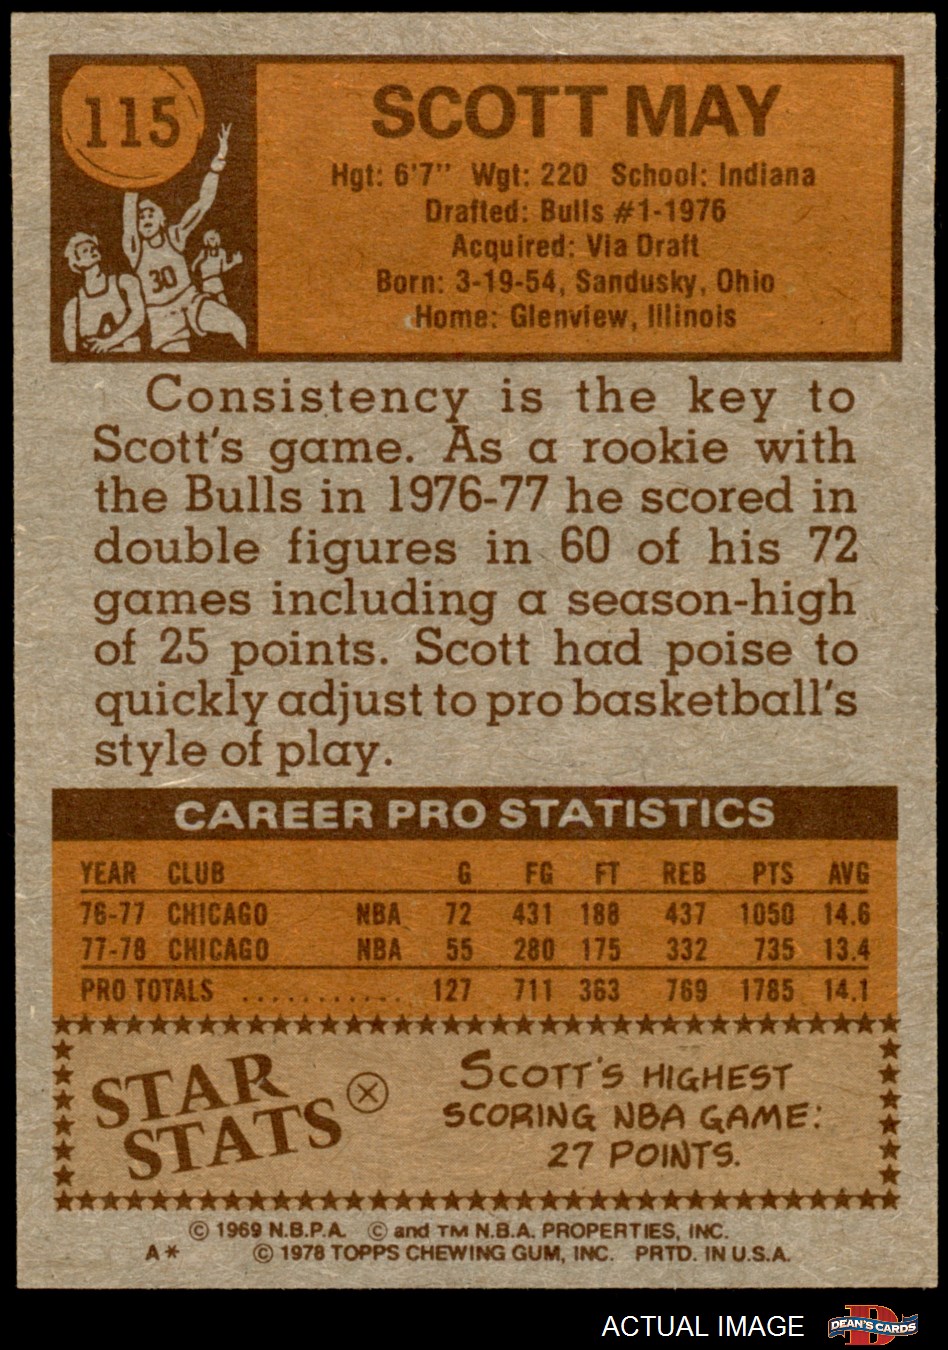 115
SCOTT MAY
Hgt: 6'7" Wgt: 220 School: Indiana
Drafted: Bulls #1-1976
Acquired: Via Draft
Born: 3-19-54, Sandusky, Ohio
Home: Glenview, Illinois
30
Consistency is the key to
Scott's game. As a rookie with
the Bulls in 1976-77 he scored in
double figures in 60 of his 72
games including a season-high
of 25 points. Scott had poise to
quickly adjust to pro basketball's
style of play.
CAREER PRO STATISTICS
YEAR CLUB G FG FT REB PTS AVG
76-77 CHICAGO NBA 72 431 188 437 1050 14.6
77-78 CHICAGO NBA 55 280 175 332 735 13.4
PRO TOTALS ............ 127 711 363 769 1785 14.1
STAR
STATS
SCOTT'S HIGHEST
SCORING NBA GAME:
27 POINTS.
© 1969 N.B.P.A. © and TM N.B.A. PROPERTIES, INC.
A* © 1978 TOPPS CHEWING GUM, INC. PRTD. IN U.S.A.
ACTUAL IMAGE
DEAN'S CARDS